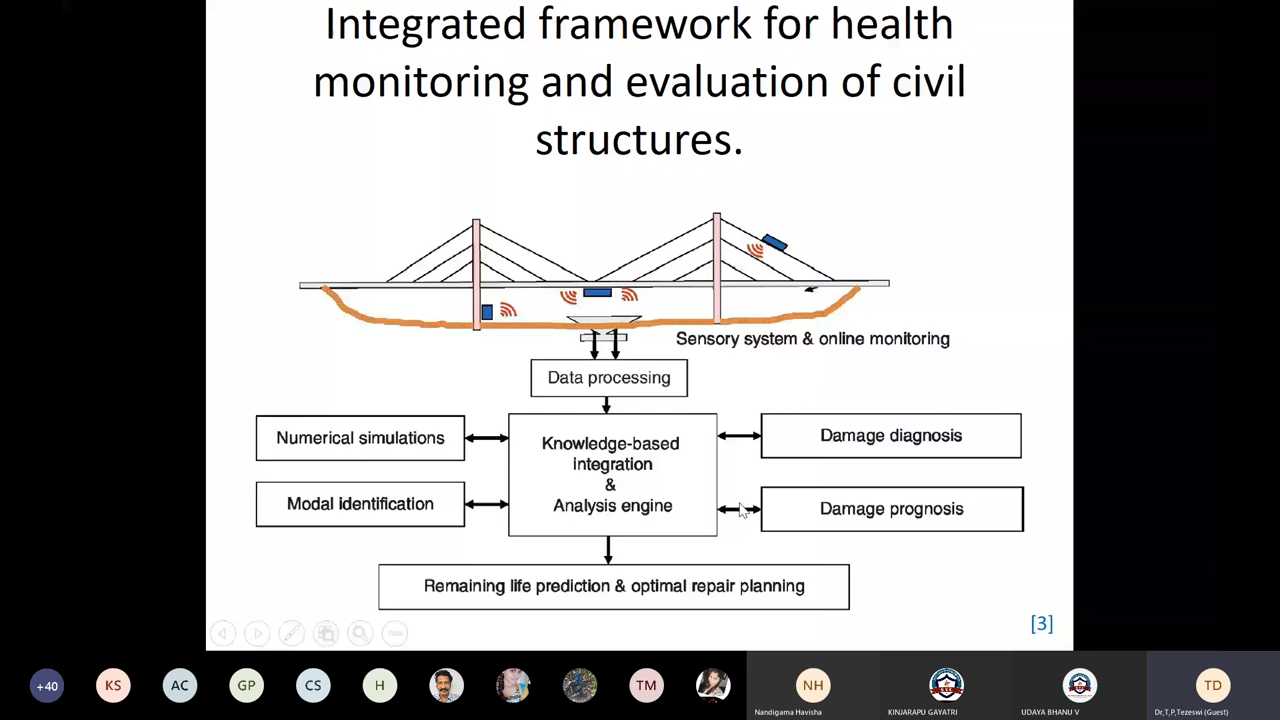 Integrated framework for health
monitoring and evaluation of civil
structures.
Sensory system & online monitoring
Data processing
Numerical simulations
Knowledge-based
integration
&
Analysis engine
Damage diagnosis
Modal identification
Damage prognosis
Remaining life prediction & optimal repair planning
[3]
+40
KS
AC
GP
CS
H
TM
NH
TD
Nandigama Havisha
KINJARAPU GAYATRI
UDAYA BHANU V
Dr,T,P,Tezeswi (Guest)